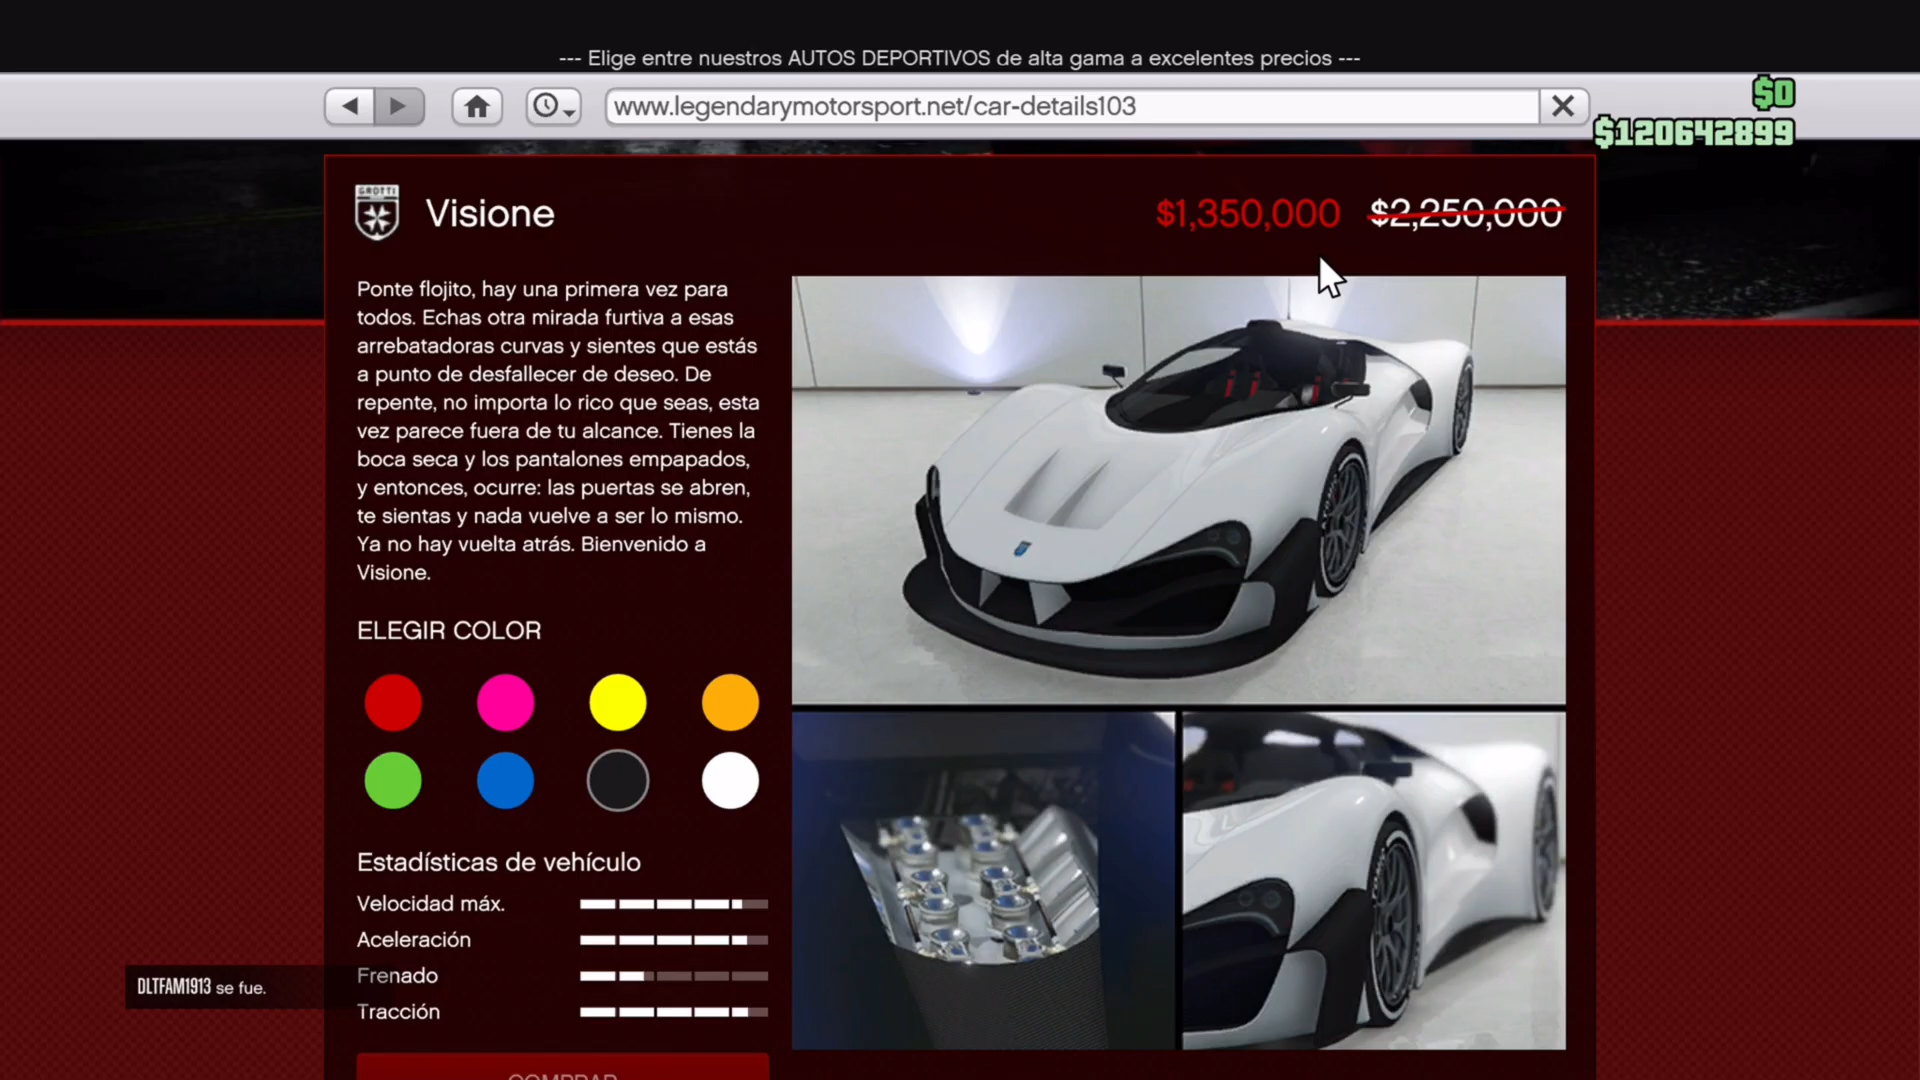 --- Elige entre nuestros AUTOS DEPORTIVOS de alta gama a excelentes precios ---
www.legendarymotorsport.net/car-details103
$0
$120642899
GROTTI
Visione
$1,350,000 $2,250,000
Ponte flojito, hay una primera vez para
todos. Echas otra mirada furtiva a esas
arrebatadoras curvas y sientes que estás
a punto de desfallecer de deseo. De
repente, no importa lo rico que seas, esta
vez parece fuera de tu alcance. Tienes la
boca seca y los pantalones empapados,
y entonces, ocurre: las puertas se abren,
te sientas y nada vuelve a ser lo mismo.
Ya no hay vuelta atrás. Bienvenido a
Visione.
ELEGIR COLOR
Estadísticas de vehículo
Velocidad máx.
Aceleración
Frenado
DLTFAM1913 se fue.
Tracción
COMPRAR